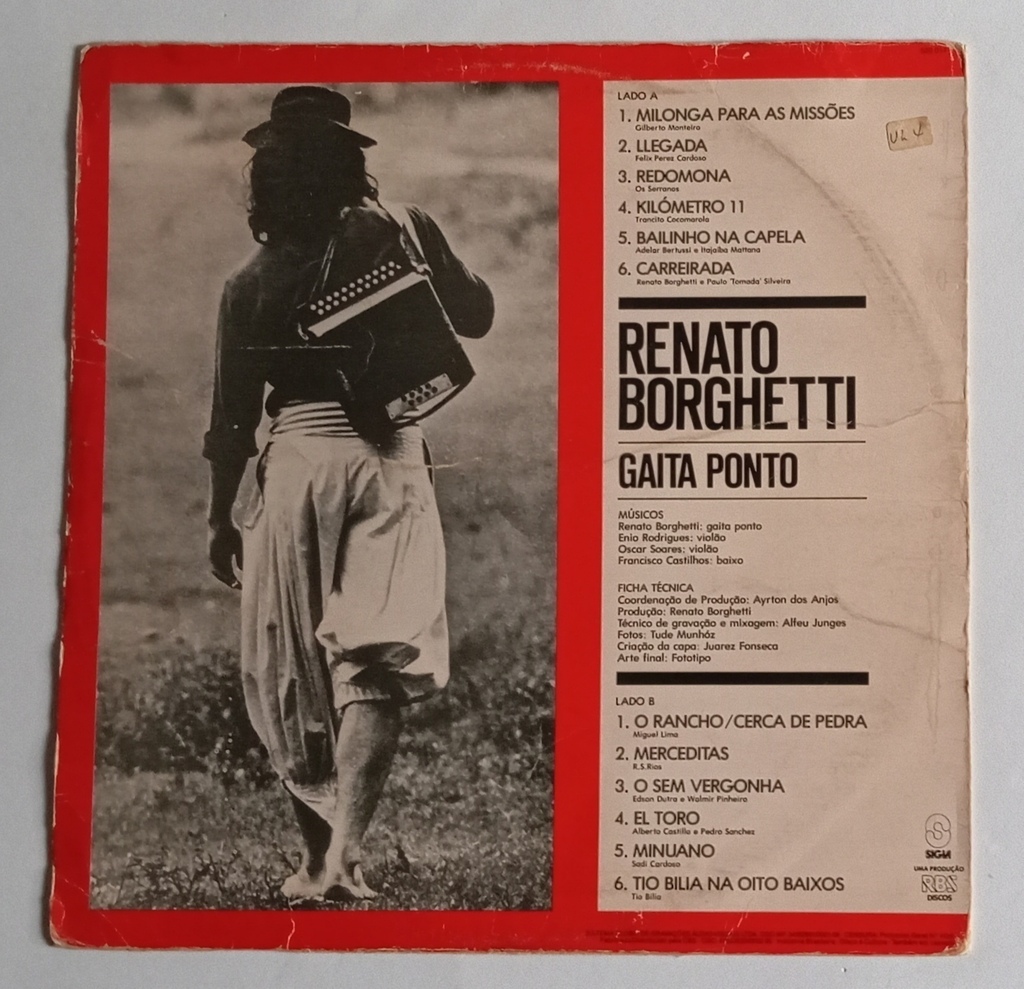 LADO A
1. MILONGA PARA AS MISSÕES
Gilberto Monteiro
2. LLEGADA
Felix Perez Cardoso
3. REDOMONA
Os Serranos
4. KILÓMETRO 11
Trancito Cocomarola
5. BAILINHO NA CAPELA
Adelar Bertussi e Itajaiba Mattana
6. CARREIRADA
Renato Borghetti e Paulo 'Tomada' Silveira
RENATO
BORGHETTI
GAITA PONTO
MÚSICOS
Renato Borghetti: gaita ponto
Enio Rodrigues: violão
Oscar Soares: violão
Francisco Castilhos: baixo
FICHA TÉCNICA
Coordenação de Produção: Ayrton dos Anjos
Produção: Renato Borghetti
Técnico de gravação e mixagem: Alfeu Junges
Fotos: Tude Munhóz
Criação da capa: Juarez Fonseca
Arte final: Fototipo
LADO B
1. O RANCHO/CERCA DE PEDRA
Miguel Lima
2. MERCEDITAS
R.S.Rios
3. O SEM VERGONHA
Edson Dutra e Walmir Pinheiro
4. EL TORO
Alberto Castillo e Pedro Sanchez
5. MINUANO
Sadi Cardoso
6. TIO BILIA NA OITO BAIXOS
Tio Bilia
SIGLA
UMA PRODUÇÃO
RBS
DISCOS